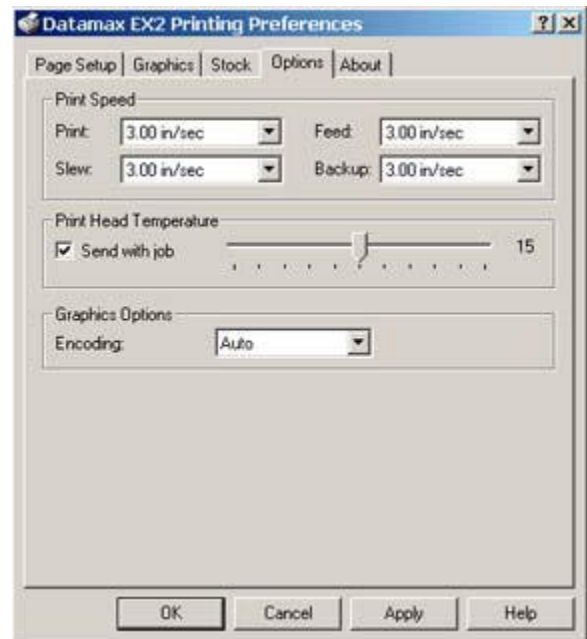 Datamax EX2 Printing Preferences
Page Setup Graphics Stock Options About
Print Speed
Print: 3.00 in/sec Feed: 3.00 in/sec
Slew: 3.00 in/sec Backup: 3.00 in/sec
Print Head Temperature
Send with job 15
Graphics Options
Encoding: Auto
OK Cancel Apply Help